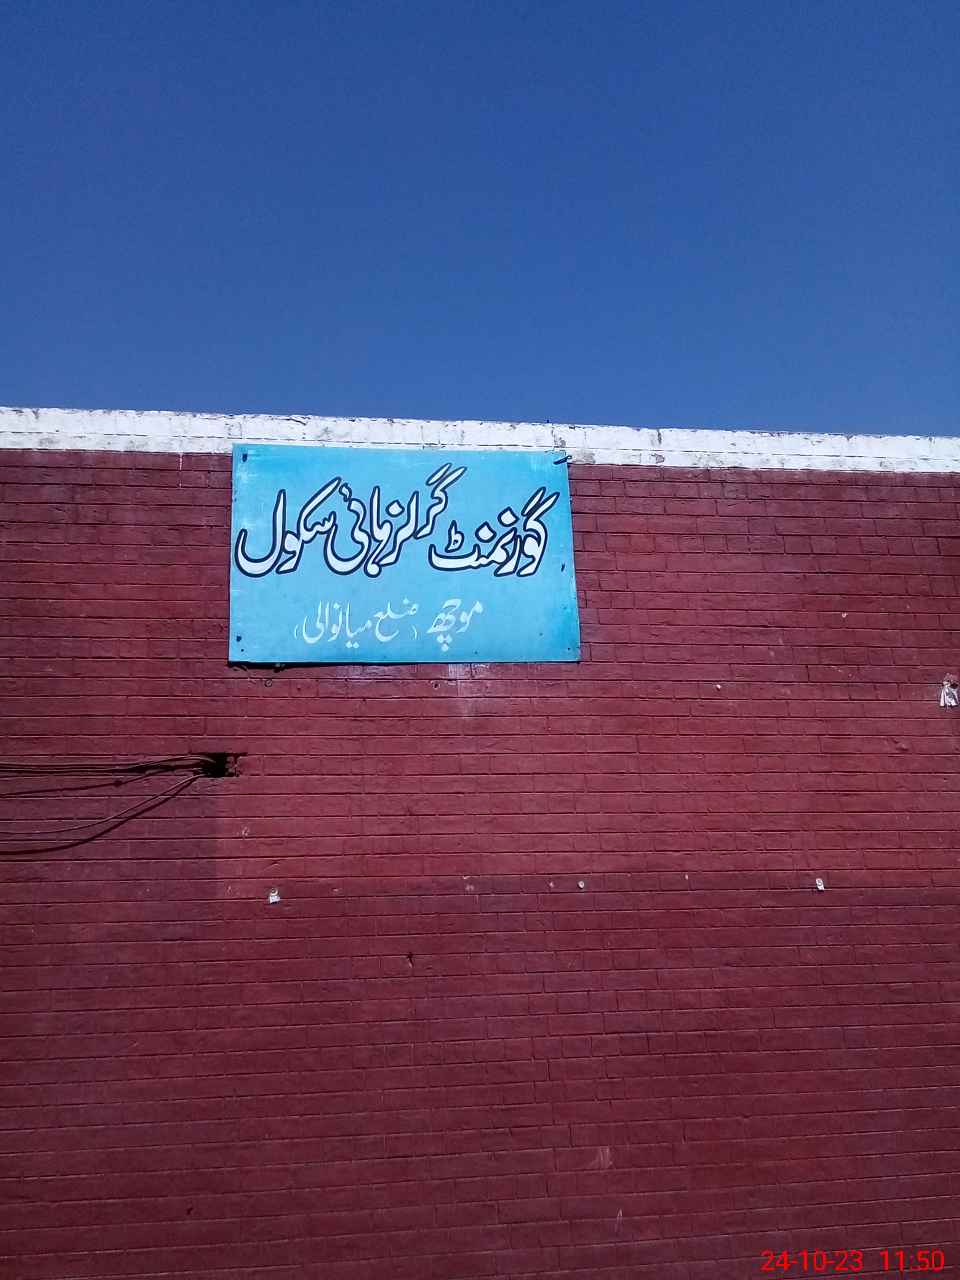 گورنمنٹ گرلز ہائی سکول
موچھ (ضلع میانوالی)
24-10-23 11:50